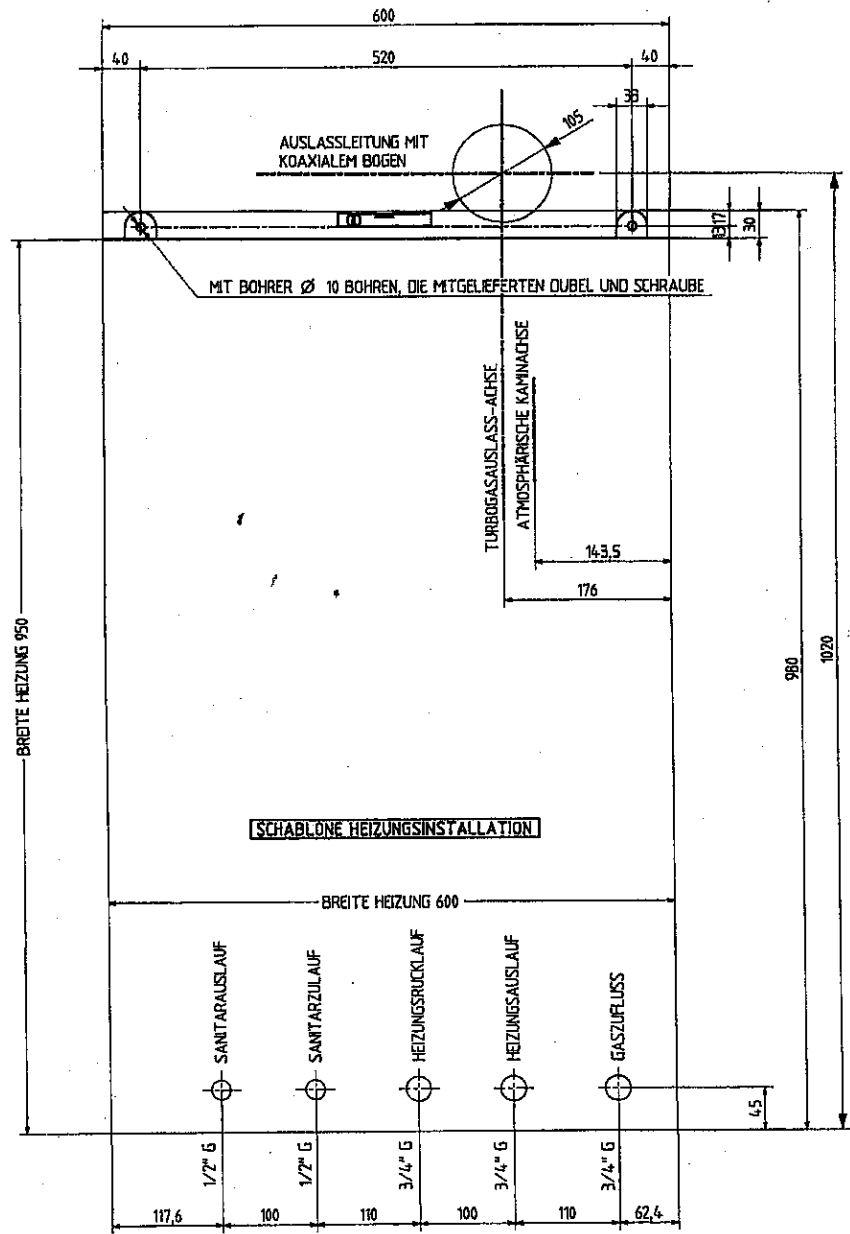 600
40
520
40
38
105
AUSLASSLEITUNG MIT
KOAXIALEM BOGEN
13
17
30
MIT BOHRER Ø 10 BOHREN, DIE MITGELIEFERTEN DUBEL UND SCHRAUBE
TURBOGASAUSLASS-ACHSE
ATMOSPHÄRISCHE KAMINACHSE
143,5
176
BREITE HEIZUNG 950
980
1020
SCHABLONE HEIZUNGSINSTALLATION
BREITE HEIZUNG 600
SANITARAUSLAUF
SANITARZULAUF
HEIZUNGSRUCKLAUF
HEIZUNGSAUSLAUF
GASZUFLUSS
45
1/2" G
1/2" G
3/4" G
3/4" G
3/4" G
117,6
100
110
100
110
62,4